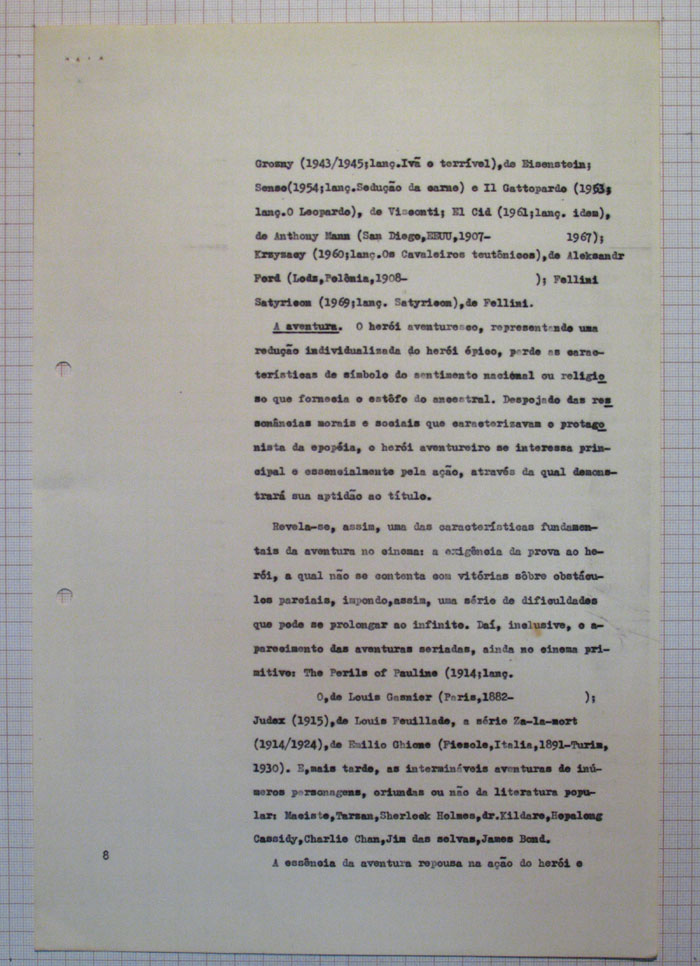 Grozny (1943/1945;lanç.Ivã o terrível),de Eisenstein;
Senso(1954;lanç.Sedução da carne) e Il Gattopardo (1963;
lanç.O Leopardo), de Visconti; El Cid (1961;lanç. idem),
de Anthony Mann (San Diego,EEUU,1907- 1967);
Krzyzacy (1960;lanç.Os Cavaleiros teutônicos),de Aleksandr
Ford (Lodz,Polônia,1908- ); Fellini
Satyricon (1969;lanç. Satyricon),de Fellini.
A aventura. O herói aventuresco, representando uma
redução individualizada do herói épico, perde as carac-
terísticas de símbolo do sentimento nacional ou religio
so que fornecia o estôfo do ancestral. Despojado das res
sonâncias morais e sociais que caracterizavam o protago
nista da epopéia, o herói aventureiro se interessa prin-
cipal e essencialmente pela ação, através da qual demons-
trará sua aptidão ao título.
Revela-se, assim, uma das características fundamen-
tais da aventura no cinema: a exigência da prova ao he-
rói, a qual não se contenta com vitórias sôbre obstácu-
los parciais, impondo,assim, uma série de dificuldades
que pode se prolongar ao infinito. Daí, inclusive, o a-
parecimento das aventuras seriadas, ainda no cinema pri-
mitivo: The Perils of Pauline (1914;lanç.
O,de Louis Gasnier (Paris,1882- );
Judex (1915),de Louis Feuillade, a série Za-la-mort
(1914/1924),de Emilio Ghione (Fiesole,Italia,1891-Turim,
1930). E,mais tarde, as intermináveis aventuras de inú-
meros personagens, oriundas ou não da literatura popu-
lar: Maciste,Tarzan,Sherlock Holmes,dr.Kildare,Hopalong
Cassidy,Charlie Chan,Jim das selvas,James Bond.
A essência da aventura repousa na ação do herói e
8